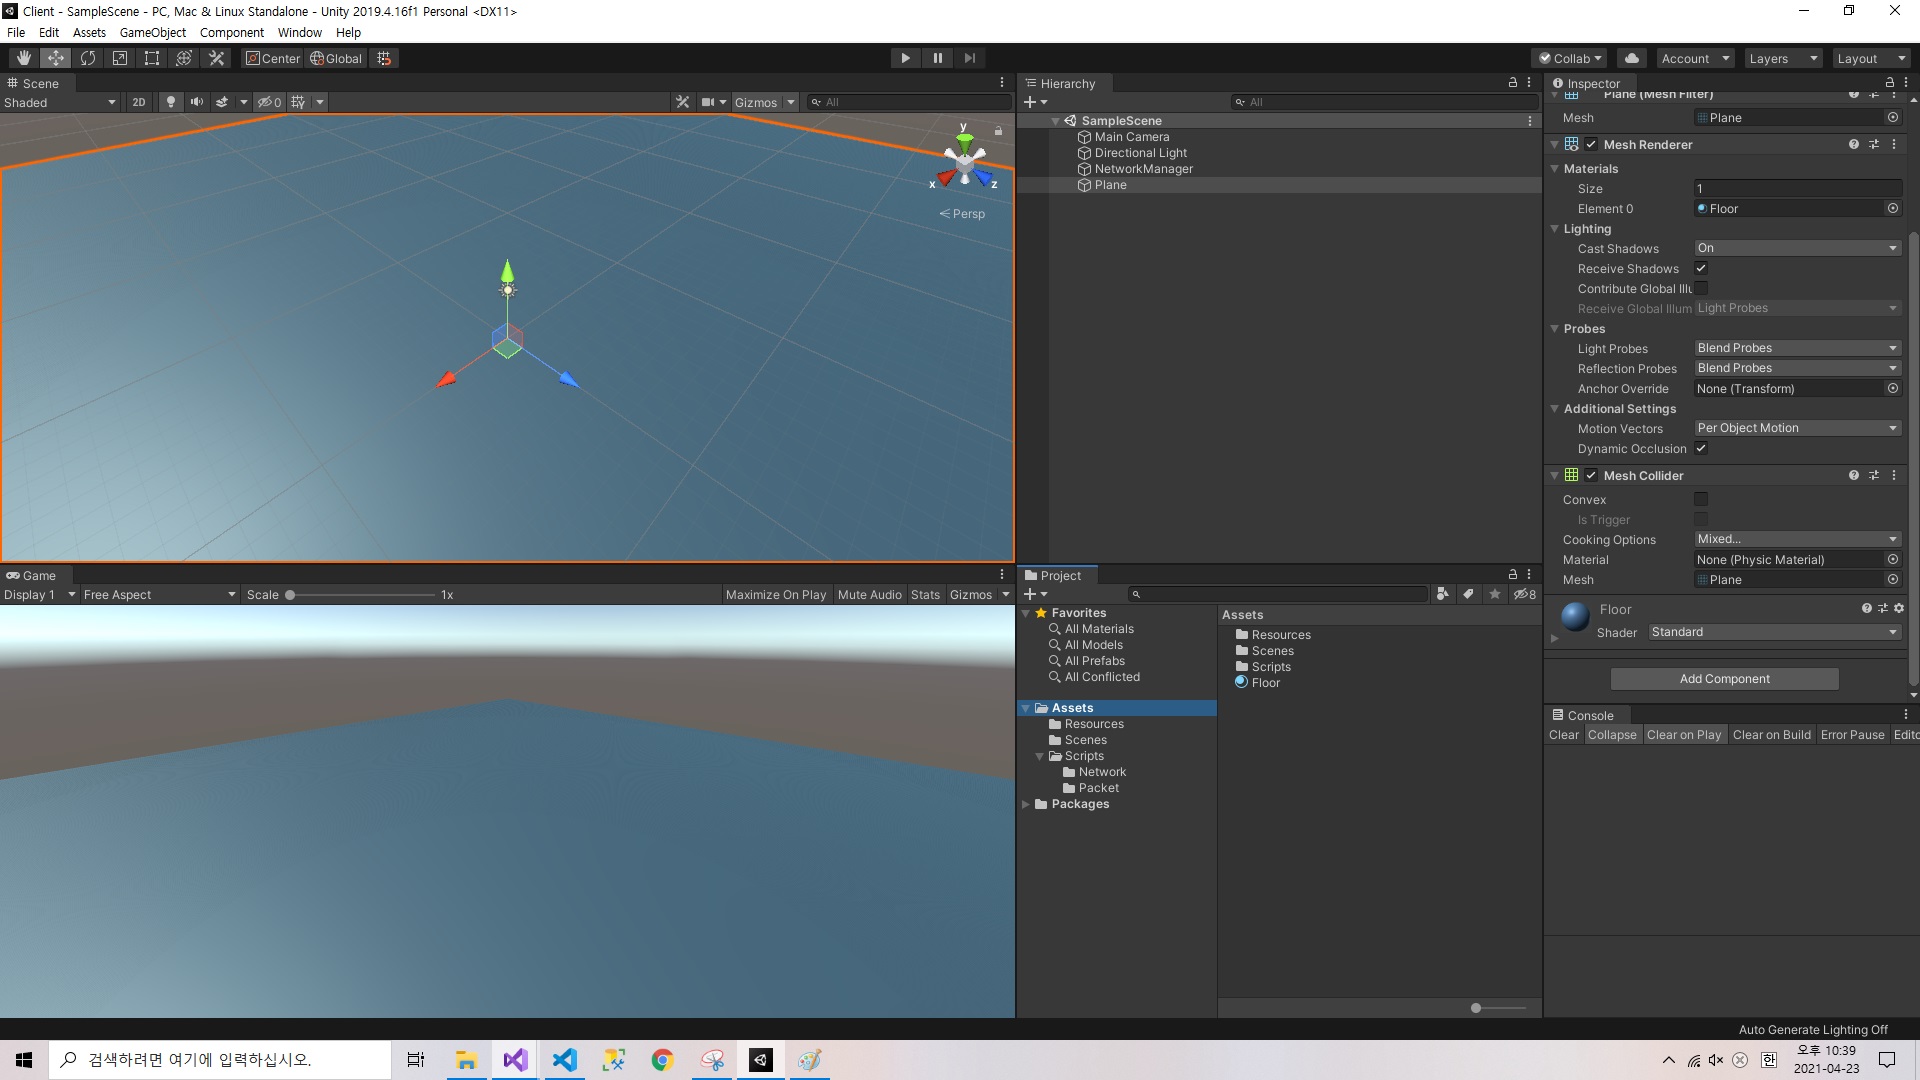 Client - SampleScene - PC, Mac & Linux Standalone - Unity 2019.4.16f1 Personal <DX11>
File Edit Assets GameObject Component Window Help
Center Global
Collab Account Layers Layout
Scene
Shaded 2D 0 Gizmos All
y
x z
Persp
Hierarchy
All
SampleScene
Main Camera
Directional Light
NetworkManager
Plane
Inspector
Plane (Mesh Filter)
Mesh Plane
Mesh Renderer
Materials
Size 1
Element 0 Floor
Lighting
Cast Shadows On
Receive Shadows
Contribute Global Illu
Receive Global Illum Light Probes
Probes
Light Probes Blend Probes
Reflection Probes Blend Probes
Anchor Override None (Transform)
Additional Settings
Motion Vectors Per Object Motion
Dynamic Occlusion
Mesh Collider
Convex
Is Trigger
Cooking Options Mixed...
Material None (Physic Material)
Mesh Plane
Floor
Shader Standard
Add Component
Game
Display 1 Free Aspect Scale 1x Maximize On Play Mute Audio Stats Gizmos
Project
8
Favorites
All Materials
All Models
All Prefabs
All Conflicted
Assets
Resources
Scenes
Scripts
Network
Packet
Packages
Assets
Resources
Scenes
Scripts
Floor
Console
Clear Collapse Clear on Play Clear on Build Error Pause Edito
Auto Generate Lighting Off
검색하려면 여기에 입력하십시오.
한
오후 10:39
2021-04-23